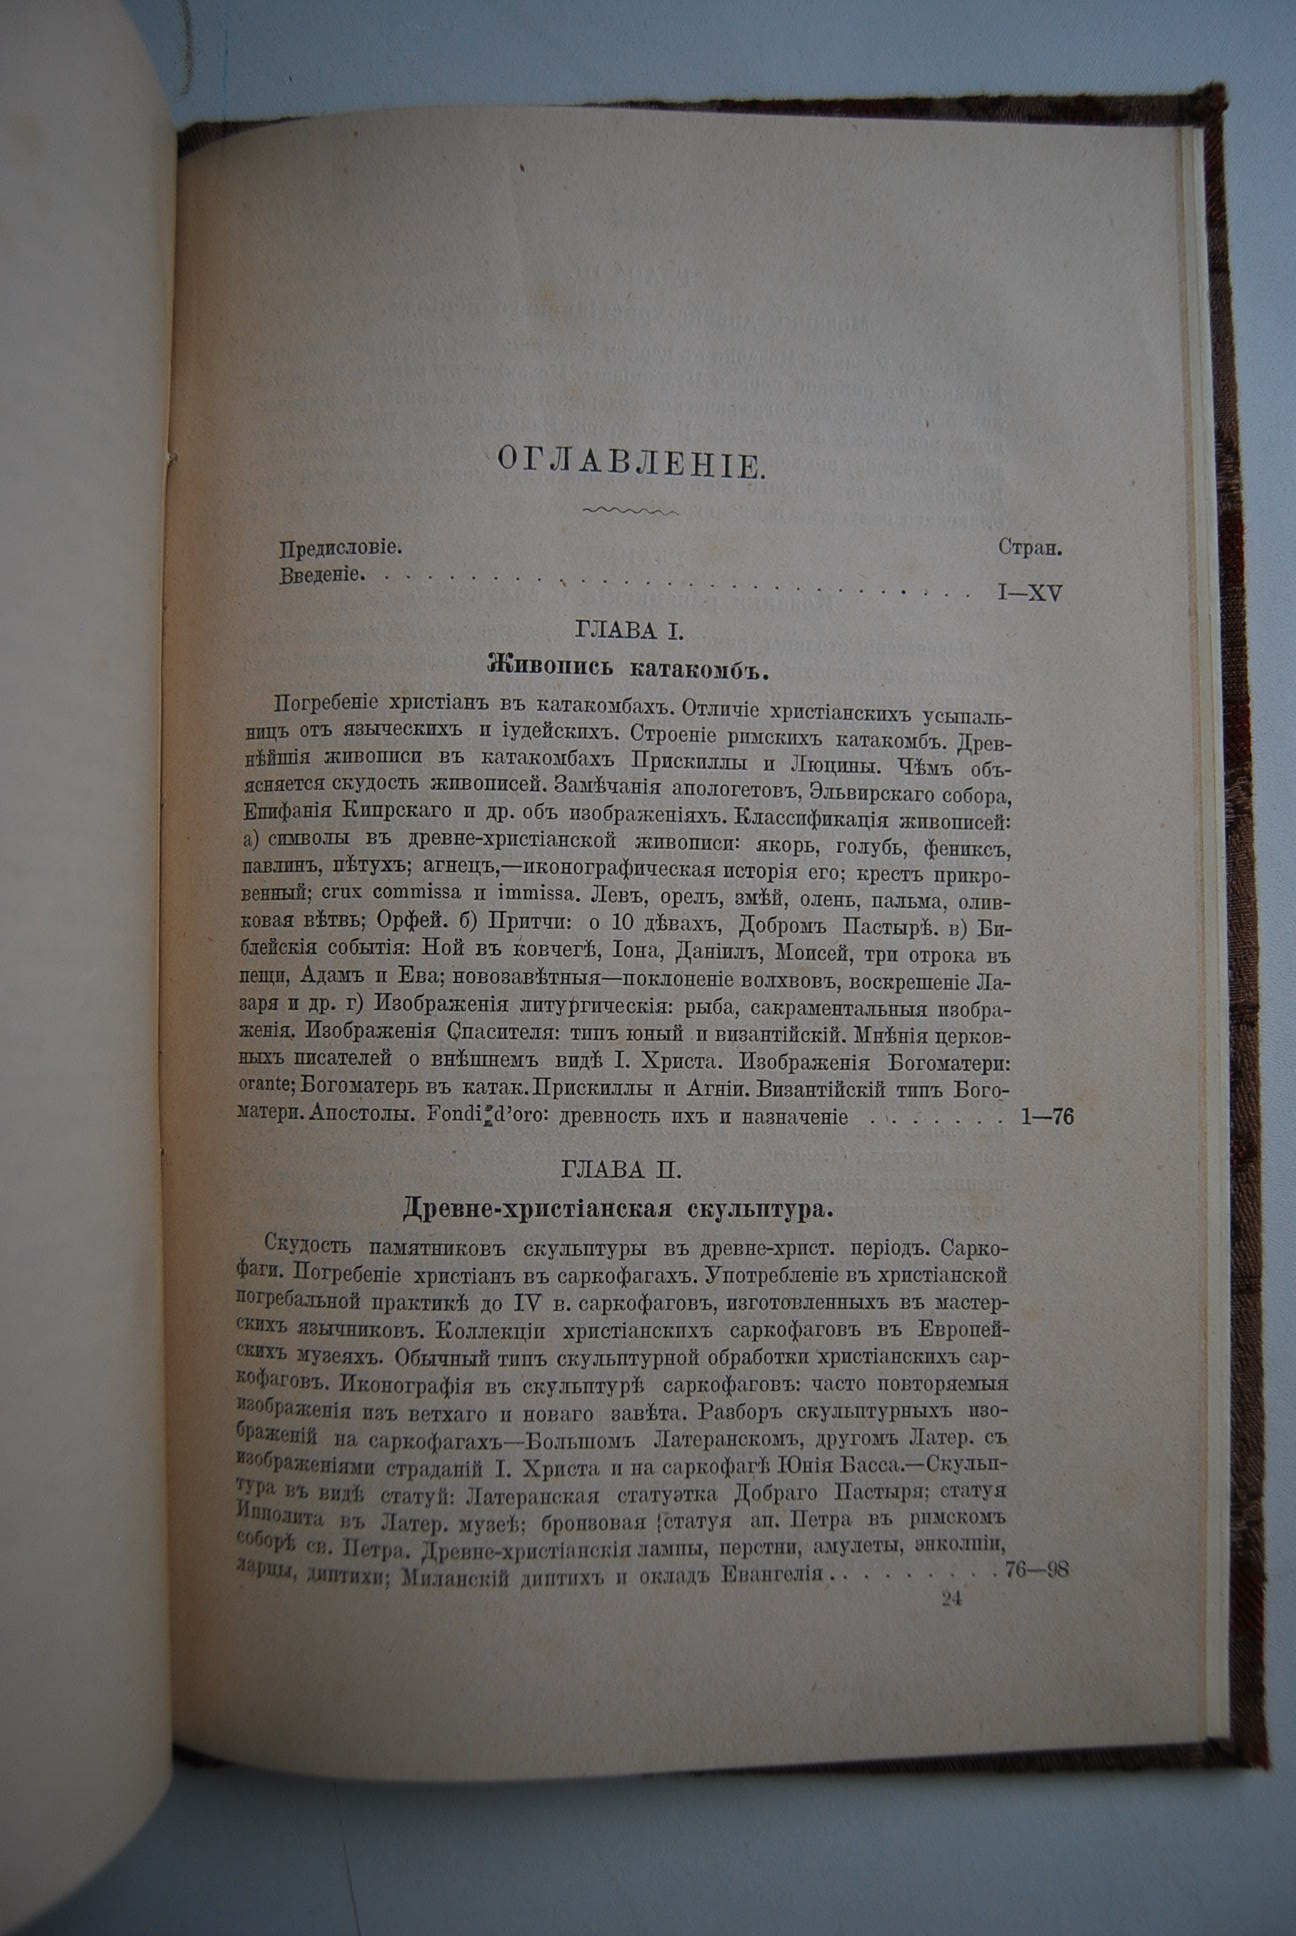 ОГЛАВЛЕНІЕ.
Предисловіе. Стран.
Введеніе. I—XV
ГЛАВА I.
Живопись катакомбъ.
Погребеніе христіанъ въ катакомбахъ. Отличіе христіанскихъ усыпаль-
ницъ отъ языческихъ и іудейскихъ. Строеніе римскихъ катакомбъ. Древ-
нѣйшія живописи въ катакомбахъ Прискиллы и Люцины. Чѣмъ объ-
ясняется скудость живописей. Замѣчанія апологетовъ, Эльвирскаго собора,
Епифанія Кипрскаго и др. объ изображеніяхъ. Классификація живописей:
а) символы въ древне-христіанской живописи: якорь, голубь, фениксъ,
павлинъ, пѣтухъ; агнецъ,—иконографическая исторія его; крестъ прикро-
венный; crux commissa и immissa. Левъ, орелъ, змѣй, олень, пальма, олив-
ковая вѣтвь; Орфей. б) Притчи: о 10 дѣвахъ, Добромъ Пастырѣ. в) Би-
блейскія событія: Ной въ ковчегѣ, Іона, Даніилъ, Моисей, три отрока въ
пещи, Адамъ и Ева; новозавѣтныя—поклоненіе волхвовъ, воскрешеніе Ла-
заря и др. г) Изображенія литургическія: рыба, сакраментальныя изобра-
женія. Изображенія Спасителя: типъ юный и византійскій. Мнѣнія церков-
ныхъ писателей о внѣшнемъ видѣ І. Христа. Изображенія Богоматери:
orante; Богоматерь въ катак. Прискиллы и Агніи. Византійскій типъ Бого-
матери. Апостолы. Fondi d’oro: древность ихъ и назначеніе . . . . . . . 1—76
ГЛАВА II.
Древне-христіанская скульптура.
Скудость памятниковъ скульптуры въ древне-христ. періодъ. Сарко-
фаги. Погребеніе христіанъ въ саркофагахъ. Употребленіе въ христіанской
погребальной практикѣ до IV в. саркофаговъ, изготовленныхъ въ мастер-
скихъ язычниковъ. Коллекціи христіанскихъ саркофаговъ въ Европей-
скихъ музеяхъ. Обычный типъ скульптурной обработки христіанскихъ сар-
кофаговъ. Иконографія въ скульптурѣ саркофаговъ: часто повторяемыя
изображенія изъ ветхаго и новаго завѣта. Разборъ скульптурныхъ изо-
браженій на саркофагахъ—Большомъ Латеранскомъ, другомъ Латер. съ
изображеніями страданій І. Христа и на саркофагѣ Юнія Басса.—Скульп-
тура въ видѣ статуй: Латеранская статуэтка Добраго Пастыря; статуя
Ипполита въ Латер. музеѣ; бронзовая статуя ап. Петра въ римскомъ
соборѣ св. Петра. Древне-христіанскія лампы, перстни, амулеты, энколпіи,
ларцы, диптихи; Миланскій диптихъ и окладъ Евангелія . . . . . . . . . 76—98
24